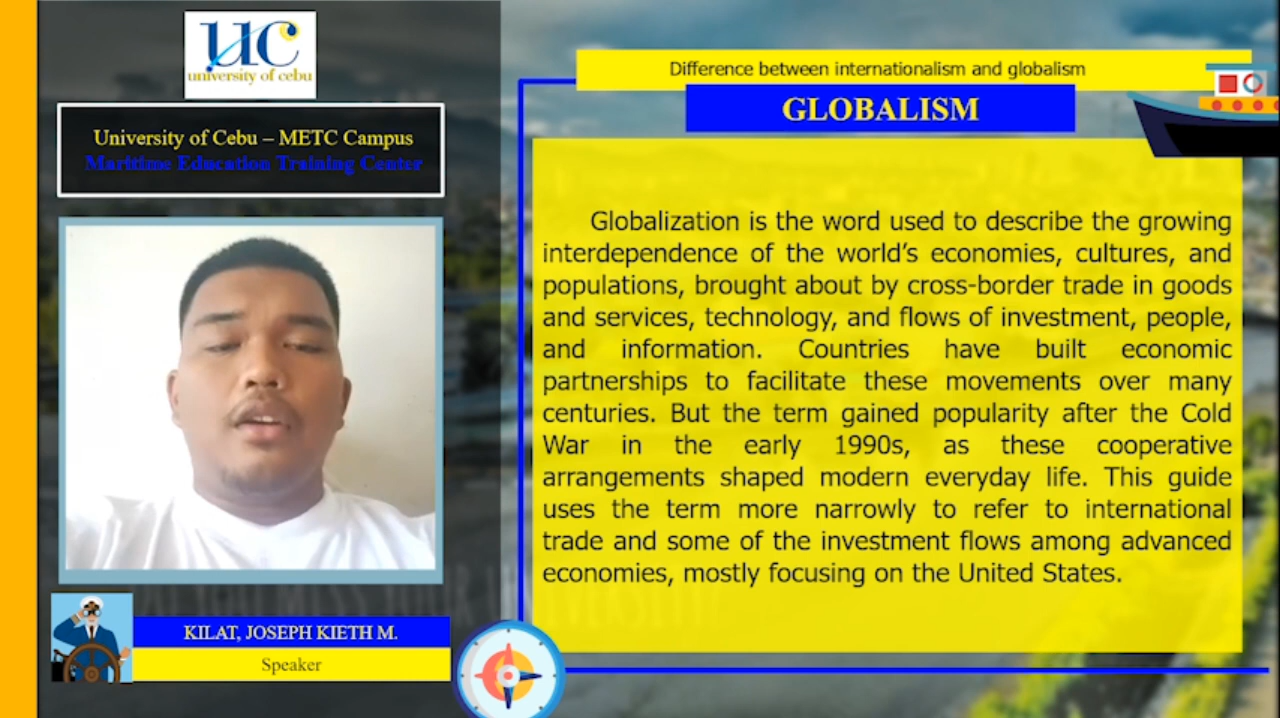 UC
university of cebu
University of Cebu – METC Campus
Maritime Education Training Center
KILAT, JOSEPH KIETH M.
Speaker
Difference between internationalism and globalism
GLOBALISM
Globalization is the word used to describe the growing
interdependence of the world’s economies, cultures, and
populations, brought about by cross-border trade in goods
and services, technology, and flows of investment, people,
and information. Countries have built economic
partnerships to facilitate these movements over many
centuries. But the term gained popularity after the Cold
War in the early 1990s, as these cooperative
arrangements shaped modern everyday life. This guide
uses the term more narrowly to refer to international
trade and some of the investment flows among advanced
economies, mostly focusing on the United States.